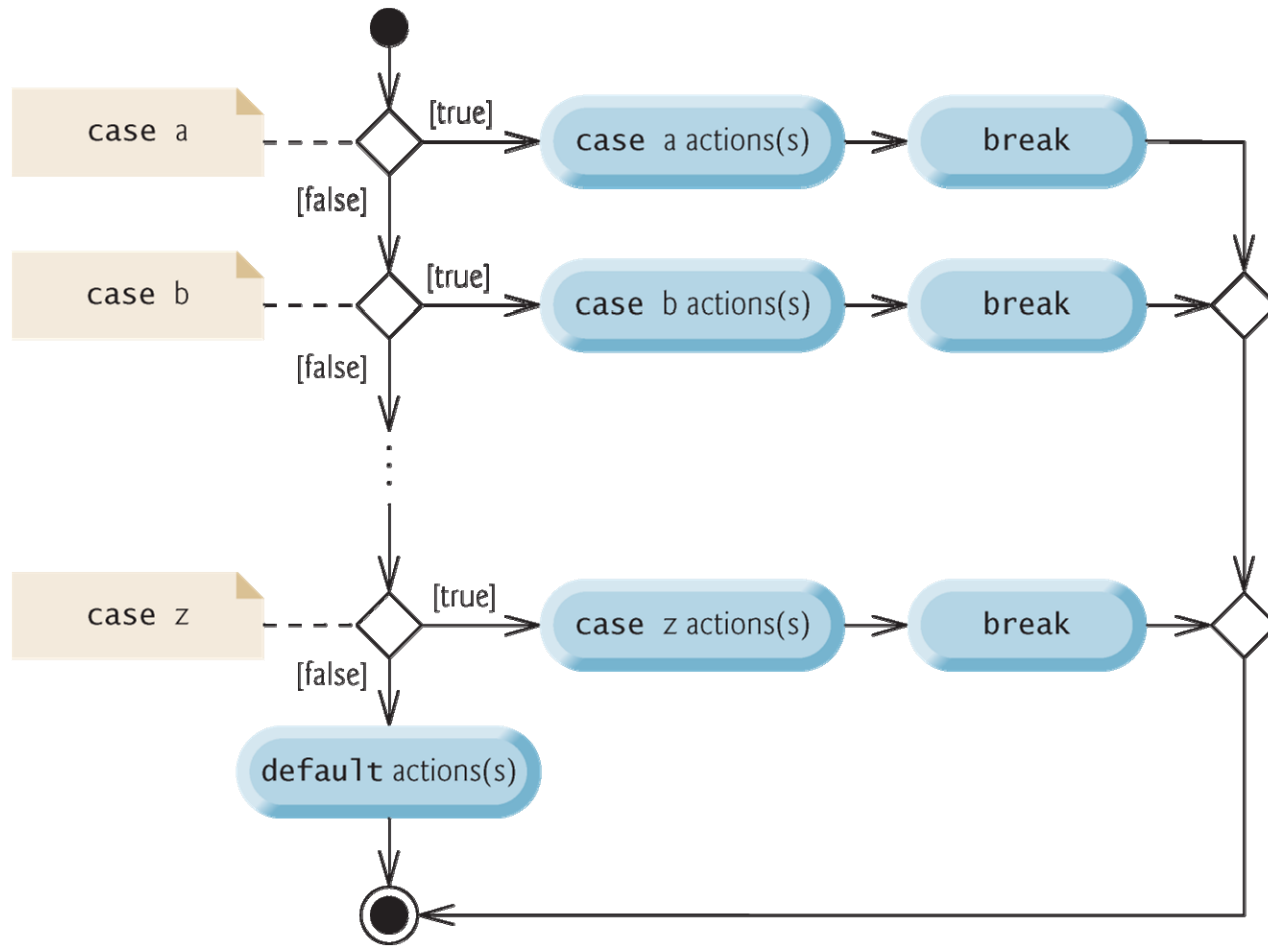 [true]
case a
case a actions(s)
break
[false]
[true]
case b
case b actions(s)
break
[false]
[true]
case z
case z actions(s)
break
[false]
default actions(s)